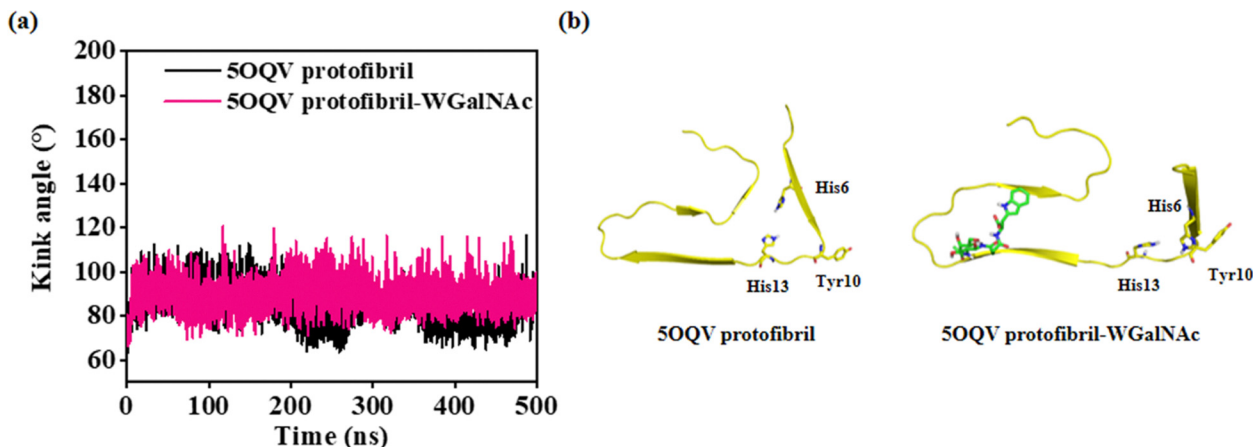 (a)
200
180
160
140
120
100
80
60
Kink angle (°)
5OQV protofibril
5OQV protofibril-WGalNAc
0
100
200
300
400
500
Time (ns)
(b)
His6
His13
Tyr10
5OQV protofibril
His6
His13
Tyr10
5OQV protofibril-WGalNAc